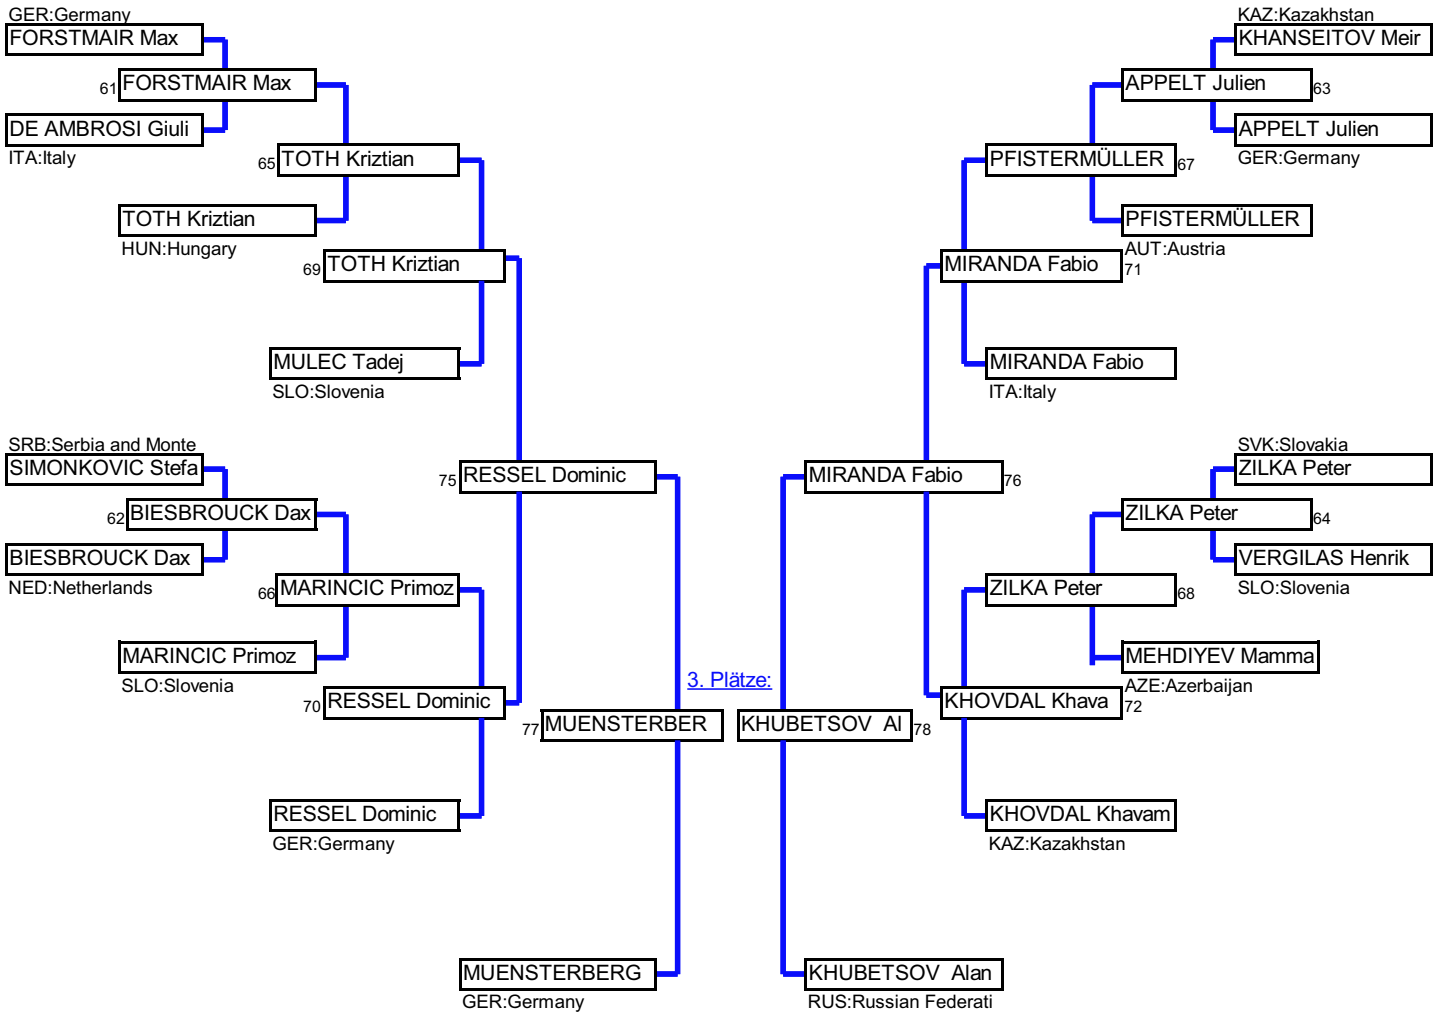 GER:Germany
FORSTMAIR Max
61 FORSTMAIR Max
DE AMBROSI Giuli
ITA:Italy
65 TOTH Kriztian
TOTH Kriztian
HUN:Hungary
69 TOTH Kriztian
MULEC Tadej
SLO:Slovenia
SRB:Serbia and Monte
SIMONKOVIC Stefa
75 RESSEL Dominic
62 BIESBROUCK Dax
BIESBROUCK Dax
NED:Netherlands
66 MARINCIC Primoz
MARINCIC Primoz
SLO:Slovenia
70 RESSEL Dominic
77 MUENSTERBER
RESSEL Dominic
GER:Germany
MUENSTERBERG
GER:Germany
3. Plätze:
KAZ:Kazakhstan
KHANSEITOV Meir
APPELT Julien 63
APPELT Julien
GER:Germany
PFISTERMÜLLER 67
PFISTERMÜLLER
AUT:Austria
MIRANDA Fabio 71
MIRANDA Fabio
ITA:Italy
SVK:Slovakia
ZILKA Peter
MIRANDA Fabio 76
ZILKA Peter 64
VERGILAS Henrik
SLO:Slovenia
ZILKA Peter 68
MEHDIYEV Mamma
AZE:Azerbaijan
KHOVDAL Khava 72
KHUBETSOV Al 78
KHOVDAL Khavam
KAZ:Kazakhstan
KHUBETSOV Alan
RUS:Russian Federati